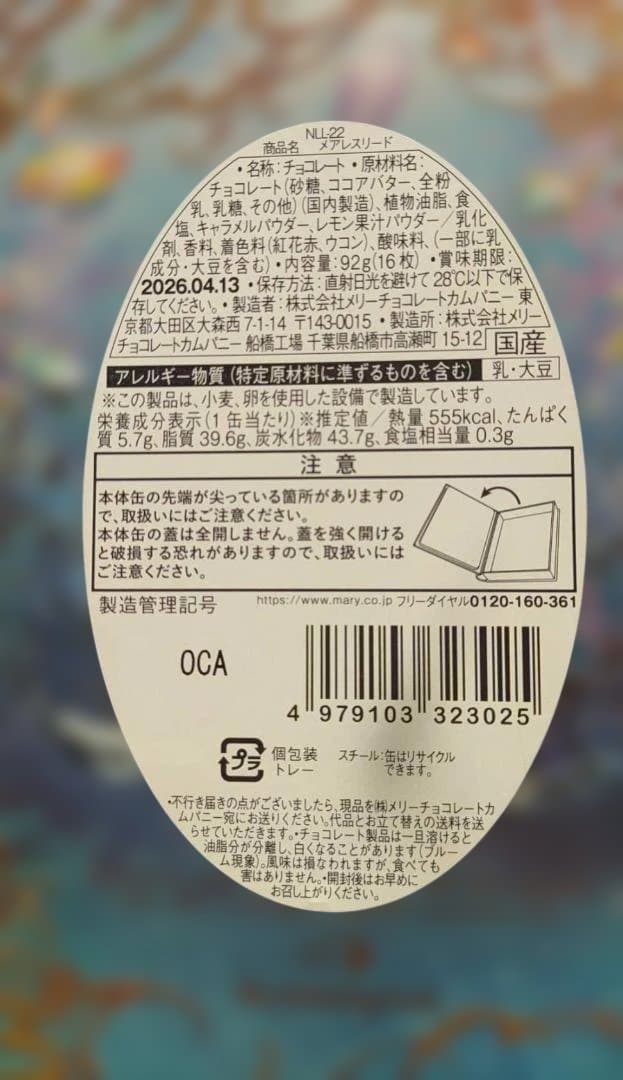 NLL-22
商品名 メアレスリード
・名称：チョコレート ・原材料名：
チョコレート（砂糖、ココアバター、全粉
乳、乳糖、その他）（国内製造）、植物油脂、食
塩、キャラメルパウダー、レモン果汁パウダー／乳化
剤、香料、着色料（紅花赤、ウコン）、酸味料、（一部に乳
成分・大豆を含む）・内容量：92g（16枚）・賞味期限：
2026.04.13 ・保存方法：直射日光を避けて28℃以下で保
存してください。・製造者：株式会社メリーチョコレートカムパニー 東
京都大田区大森西7-1-14 〒143-0015 ・製造所：株式会社メリー
チョコレートカムパニー 船橋工場 千葉県船橋市高瀬町 15-12 国産
アレルギー物質（特定原材料に準ずるものを含む） 乳・大豆
※この製品は、小麦、卵を使用した設備で製造しています。
栄養成分表示（1缶当たり）※推定値／熱量 555kcal、たんぱく
質 5.7g、脂質 39.6g、炭水化物 43.7g、食塩相当量 0.3g
注意
本体缶の先端が尖っている箇所がありますの
で、取扱いにはご注意ください。
本体缶の蓋は全開しません。蓋を強く開ける
と破損する恐れがありますので、取扱いには
ご注意ください。
製造管理記号 https://www.mary.co.jp フリーダイヤル0120-160-361
OCA
4 979103 323025
プラ 個包装 トレー スチール：缶はリサイクル
できます。
・不行き届きの点がございましたら、現品を㈱メリーチョコレートカ
ムパニー宛にお送りください。代品とお立て替えの送料を送
らせていただきます。・チョコレート製品は一旦溶けると
油脂分が分離し、白くなることがあります（ブルー
ム現象）。風味は損なわれますが、食べても
害はありません。・開封後はお早めに
お召し上がりください。